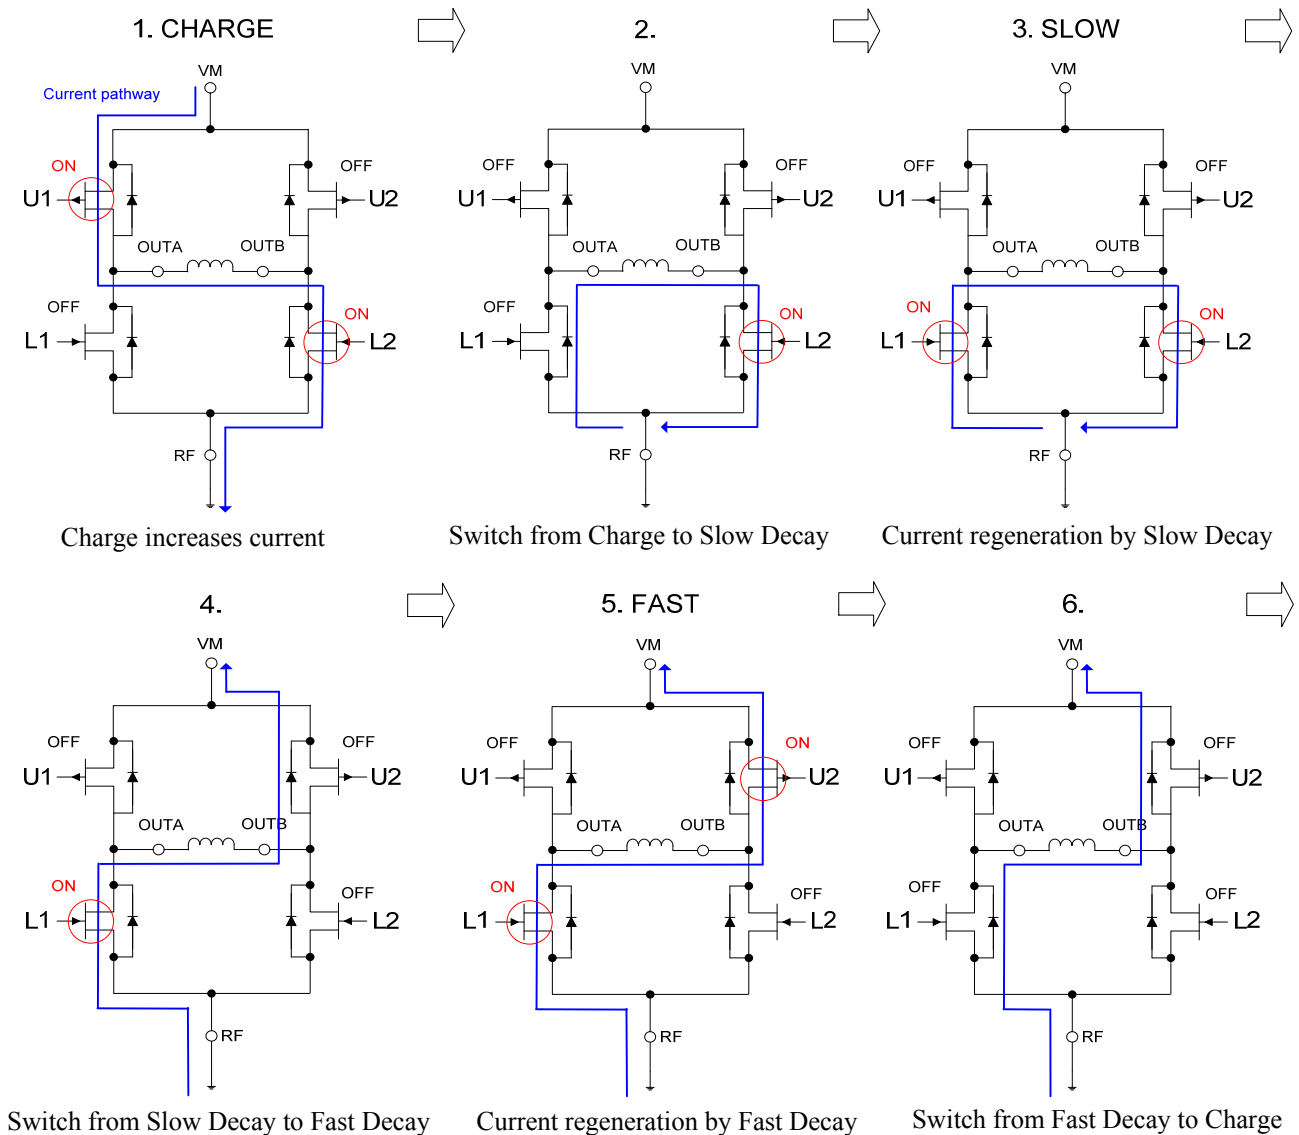 1. CHARGE
2.
3. SLOW
VM
VM
VM
Current pathway
ON
OFF
OFF
OFF
OFF
OFF
U1
U2
U1
U2
U1
U2
OUTA
OUTB
OUTA
OUTB
OUTA
OUTB
OFF
ON
OFF
ON
ON
ON
L1
L2
L1
L2
L1
L2
RF
RF
RF
Charge increases current
Switch from Charge to Slow Decay
Current regeneration by Slow Decay
4.
5. FAST
6.
VM
VM
VM
OFF
OFF
OFF
ON
OFF
OFF
U1
U2
U1
U2
U1
U2
OUTA
OUTB
OUTA
OUTB
OUTA
OUTB
ON
OFF
ON
OFF
OFF
OFF
L1
L2
L1
L2
L1
L2
RF
RF
RF
Switch from Slow Decay to Fast Decay
Current regeneration by Fast Decay
Switch from Fast Decay to Charge